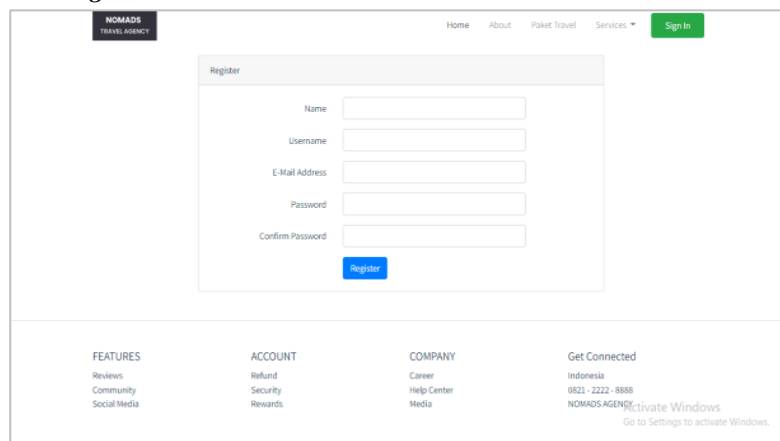 NOMADS
TRAVEL AGENCY
Home About Paket Travel Services Sign In
Register
Name
Username
E-Mail Address
Password
Confirm Password
Register
FEATURES ACCOUNT COMPANY Get Connected
Reviews Refund Career Indonesia
Community Security Help Center 0821 - 2222 - 8888
Social Media Rewards Media NOMADS AGENCY
Activate Windows
Go to Settings to activate Windows.